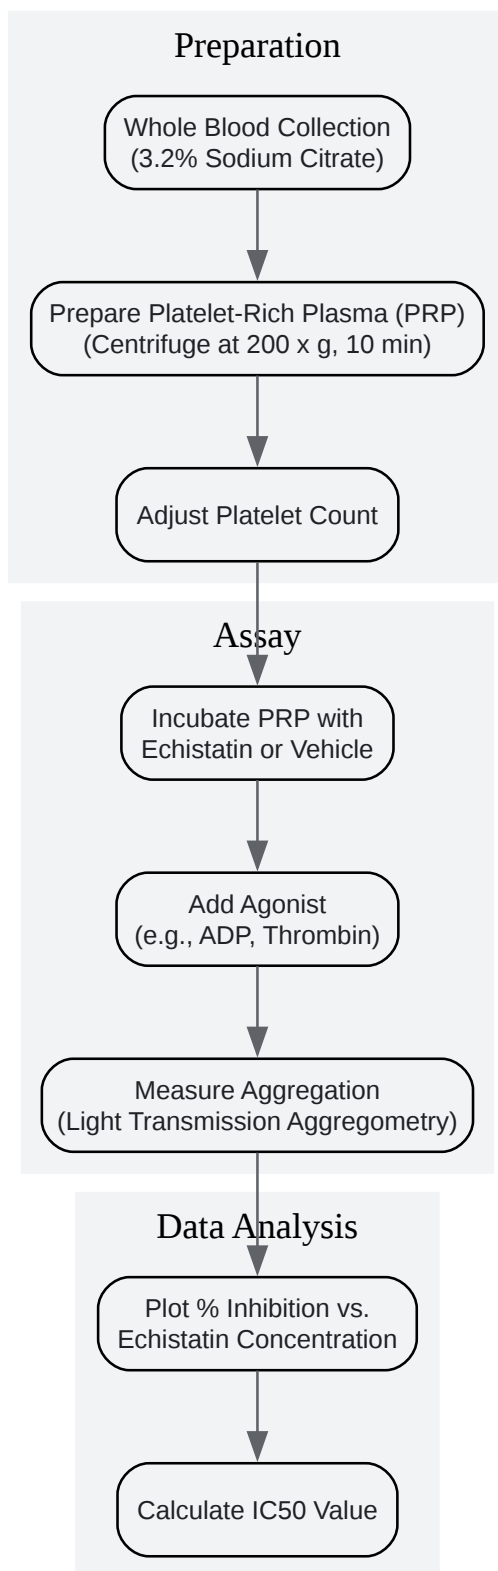 Preparation
Whole Blood Collection
(3.2% Sodium Citrate)
Prepare Platelet-Rich Plasma (PRP)
(Centrifuge at 200 x g, 10 min)
Adjust Platelet Count
Assay
Incubate PRP with
Echistatin or Vehicle
Add Agonist
(e.g., ADP, Thrombin)
Measure Aggregation
(Light Transmission Aggregometry)
Data Analysis
Plot % Inhibition vs.
Echistatin Concentration
Calculate IC50 Value